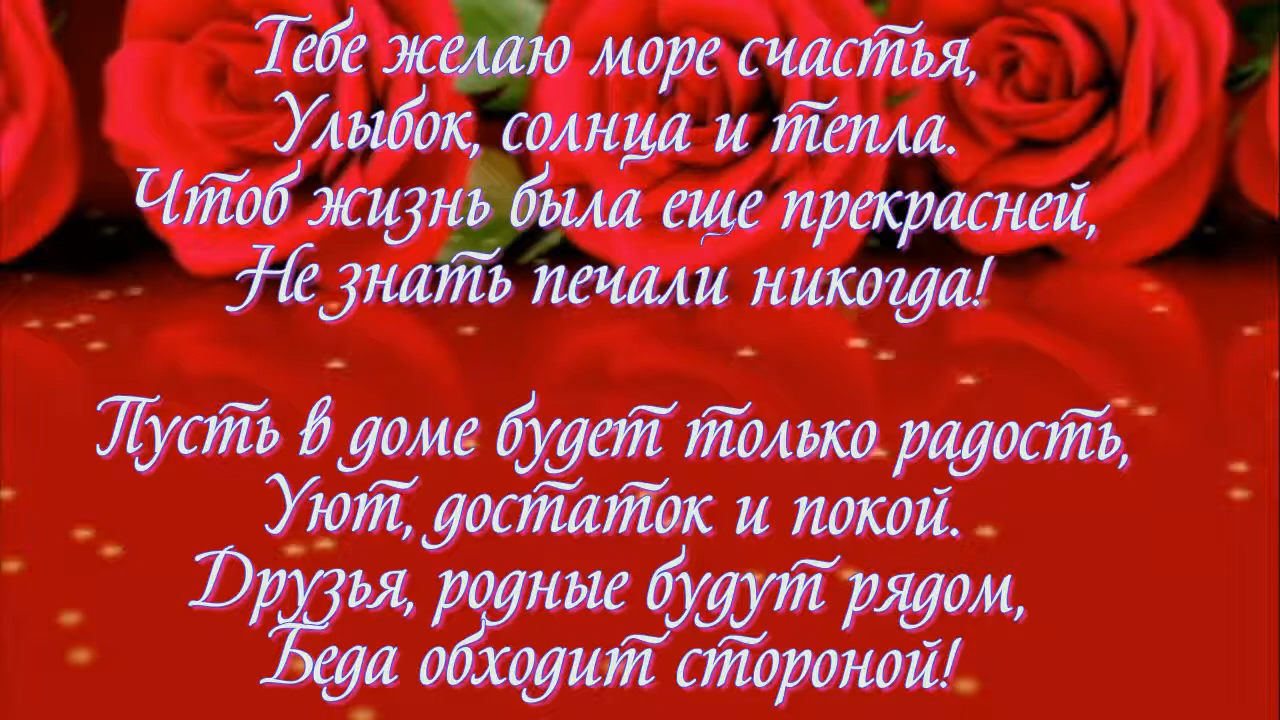 Тебе желаю море счастья,
Улыбок, солнца и тепла.
Чтоб жизнь была еще прекрасней,
Не знать печали никогда!
Пусть в доме будет только радость,
Уют, достаток и покой.
Друзья, родные будут рядом,
Беда обходит стороной!